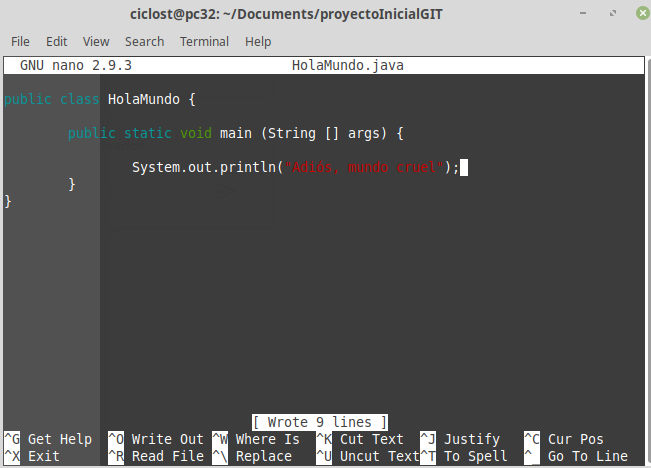 ciclost@pc32: ~/Documents/proyectoInicialGIT
File Edit View Search Terminal Help
GNU nano 2.9.3 HolaMundo.java
public class HolaMundo {
public static void main (String [] args) {
System.out.println("Adiós, mundo cruel");
}
}
[ Wrote 9 lines ]
^G Get Help ^O Write Out ^W Where Is ^K Cut Text ^J Justify ^C Cur Pos
^X Exit ^R Read File ^\ Replace ^U Uncut Text ^T To Spell ^_ Go To Line